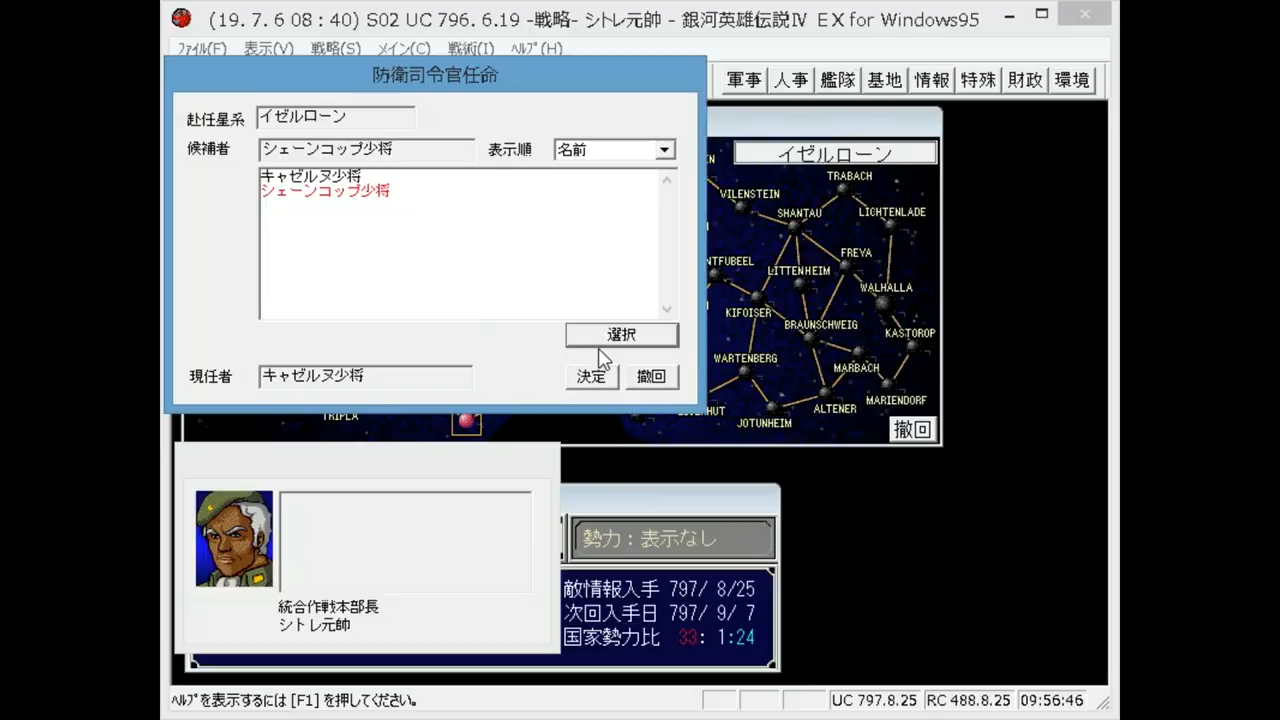 (19. 7. 6 08：40) S02 UC 796. 6.19 -戦略- シトレ元帥 - 銀河英雄伝説Ⅳ EX for Windows95
ﾌｧｲﾙ(F) 表示(V) 戦略(S) メイン(C) 戦術(I) ﾍﾙﾌﾟ(H)
防衛司令官任命
軍事 人事 艦隊 基地 情報 特殊 財政 環境
赴任星系 イゼルローン
候補者 シェーンコップ少将 表示順 名前
キャゼルヌ少将
シェーンコップ少将
選択
現任者 キャゼルヌ少将 決定 撤回
イゼルローン
TRABACH
VILENSTEIN
SHANTAU
LICHTENLADE
FREYA
NTFUBEEL
LITTENHEIM
WALHALLA
KIFOISER
BRAUNSCHWEIG
KASTOROP
WARTENBERG
MARBACH
MARIENDORF
ALTENER
JOTUNHEIM
TRIPLA
撤回
勢力：表示なし
敵情報入手 797/ 8/25
次回入手日 797/ 9/ 7
国家勢力比 33: 1:24
統合作戦本部長
シトレ元帥
ﾍﾙﾌﾟを表示するには [F1] を押してください。
UC 797.8.25 RC 488.8.25 09:56:46